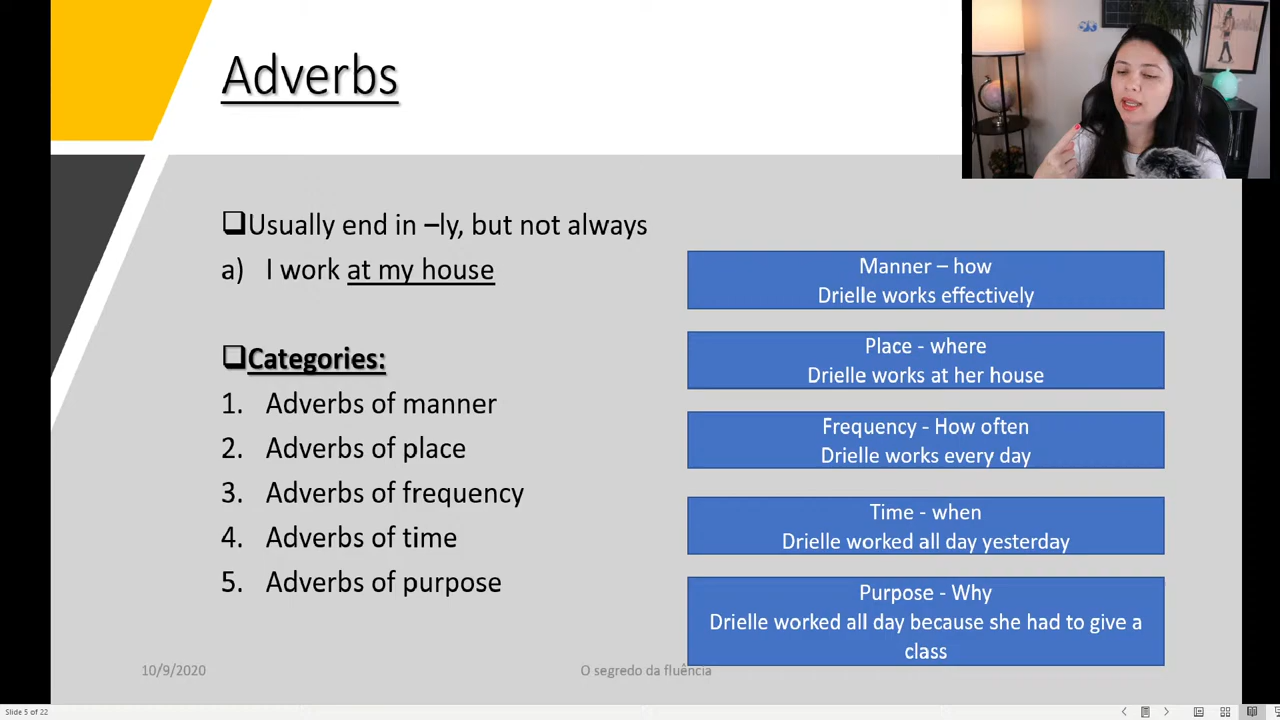 Adverbs
❑Usually end in –ly, but not always
a) I work at my house
❑Categories:
1. Adverbs of manner
2. Adverbs of place
3. Adverbs of frequency
4. Adverbs of time
5. Adverbs of purpose
Manner – how
Drielle works effectively
Place - where
Drielle works at her house
Frequency - How often
Drielle works every day
Time - when
Drielle worked all day yesterday
Purpose - Why
Drielle worked all day because she had to give a
class
10/9/2020
O segredo da fluência
Slide 5 of 22